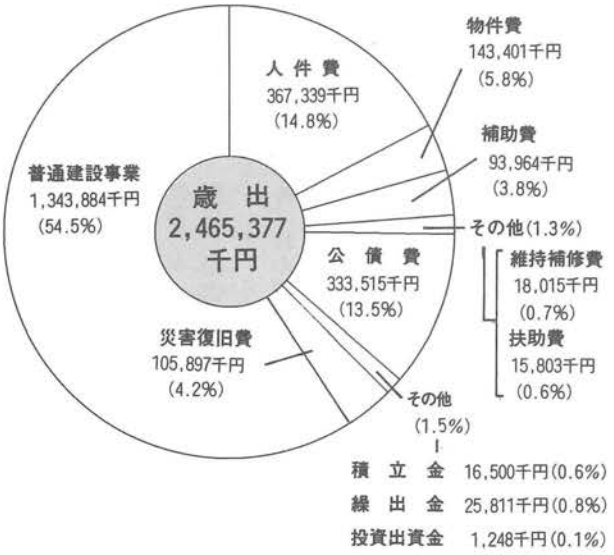 歳出
2,465,377
千円
人件費
367,339千円
(14.8%)
物件費
143,401千円
(5.8%)
補助費
93,964千円
(3.8%)
その他(1.3%)
維持補修費
18,015千円
(0.7%)
扶助費
15,803千円
(0.6%)
公債費
333,515千円
(13.5%)
その他
(1.5%)
積立金 16,500千円(0.6%)
繰出金 25,811千円(0.8%)
投資出資金 1,248千円(0.1%)
災害復旧費
105,897千円
(4.2%)
普通建設事業
1,343,884千円
(54.5%)